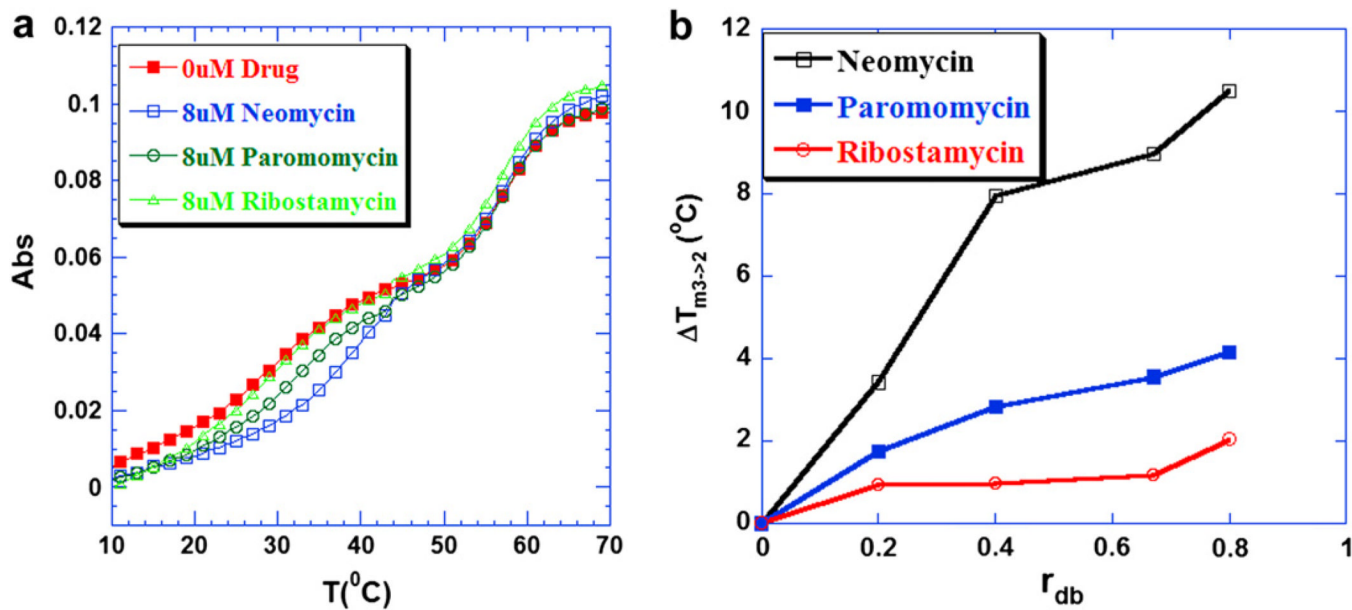 a
0.12
0.1
0.08
0.06
0.04
0.02
0
Abs
0uM Drug
8uM Neomycin
8uM Paromomycin
8uM Ribostamycin
10 20 30 40 50 60 70
T(⁰C)
b
12
10
8
6
4
2
0
ΔTₘ₃₋>₂ (⁰C)
Neomycin
Paromomycin
Ribostamycin
0 0.2 0.4 0.6 0.8 1
r_db